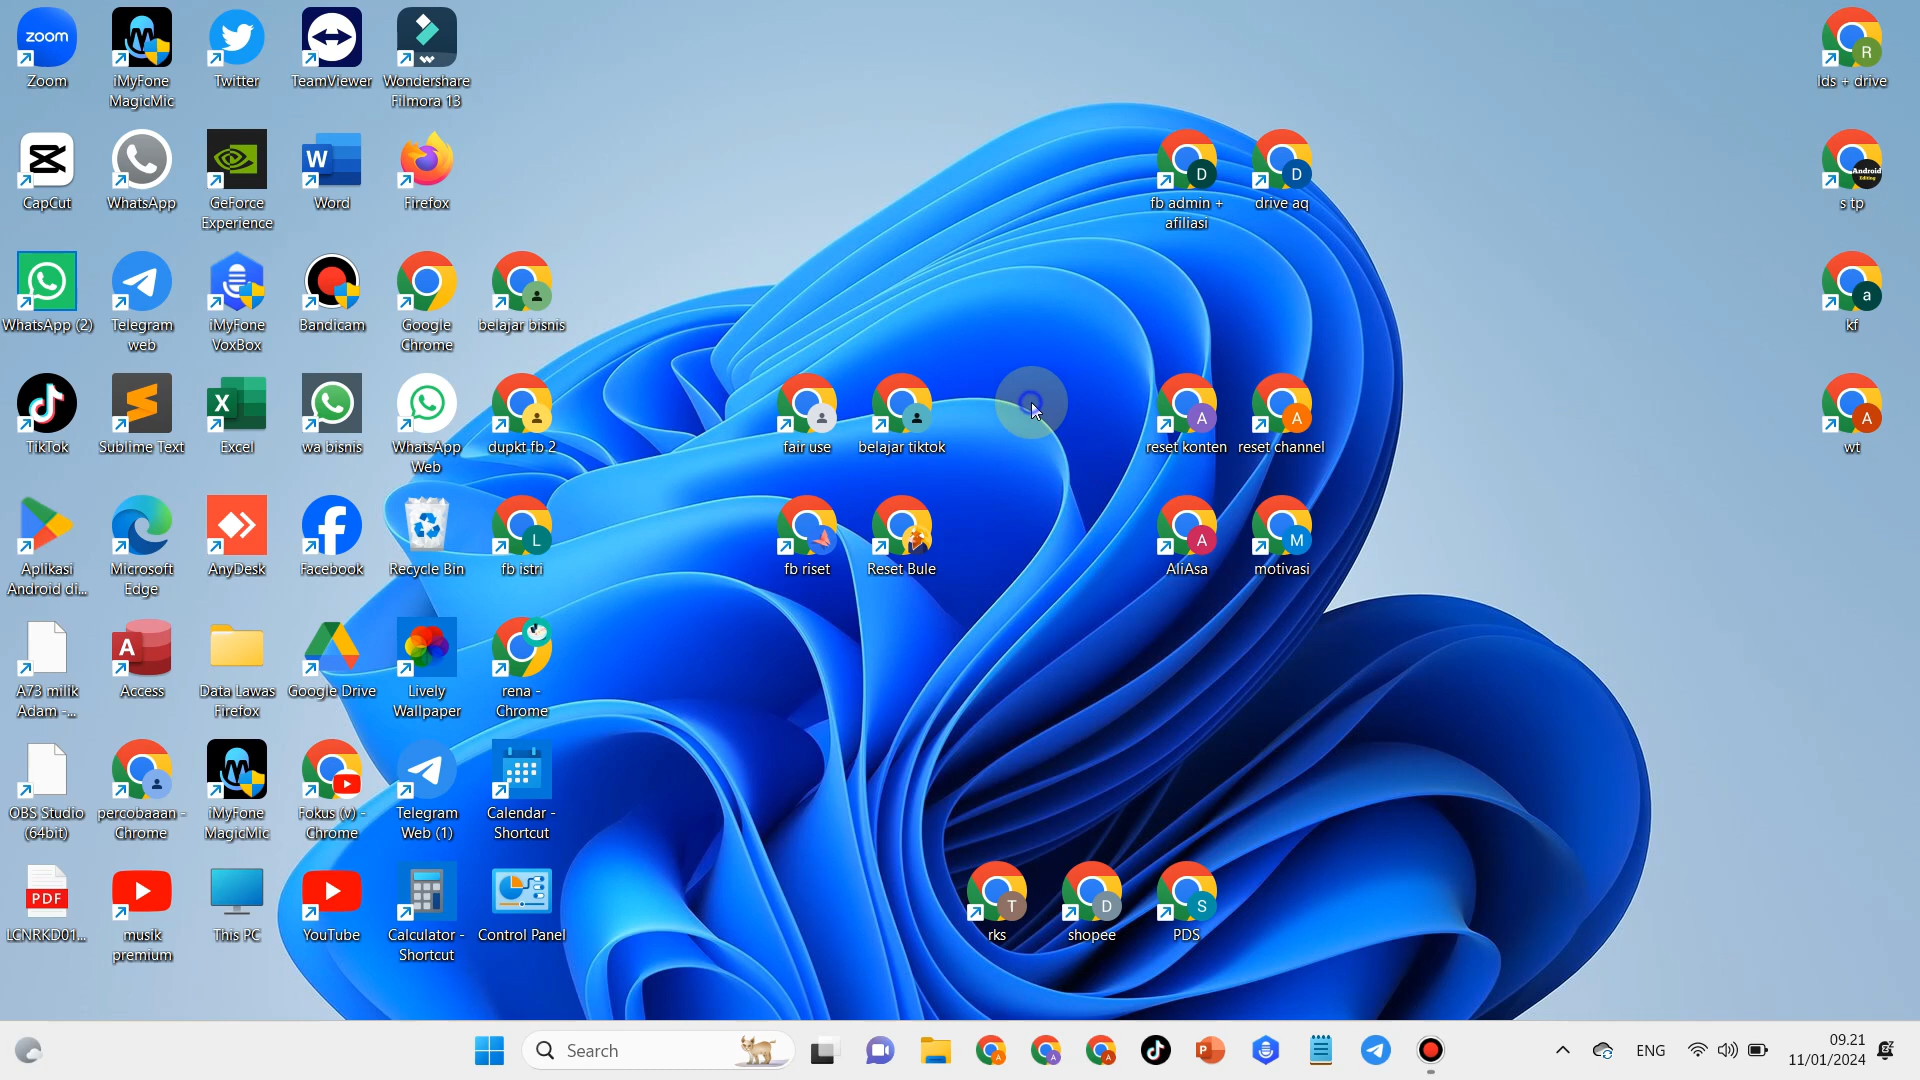 zoom
Zoom
iMyFone
MagicMic
Twitter
TeamViewer
Wondershare
Filmora 13
R
lds + drive
CapCut
WhatsApp
GeForce
Experience
W
Word
Firefox
D
fb admin +
afiliasi
D
drive aq
Android
Editing
s tp
WhatsApp (2)
Telegram
web
iMyFone
VoxBox
Bandicam
Google
Chrome
belajar bisnis
a
kf
TikTok
Sublime Text
X
Excel
wa bisnis
WhatsApp
Web
dupkt fb 2
fair use
belajar tiktok
A
reset konten
A
reset channel
A
wt
Aplikasi
Android di...
Microsoft
Edge
AnyDesk
Facebook
Recycle Bin
L
fb istri
fb riset
Reset Bule
A
AliAsa
M
motivasi
A73 milik
Adam -...
A
Access
Data Lawas
Firefox
Google Drive
Lively
Wallpaper
rena -
Chrome
OBS Studio
(64bit)
percobaaan -
Chrome
iMyFone
MagicMic
Fokus (v) -
Chrome
Telegram
Web (1)
Calendar -
Shortcut
PDF
LCNRKD01...
musik
premium
This PC
YouTube
Calculator -
Shortcut
Control Panel
T
rks
D
shopee
S
PDS
Search
A
A
A
P
ENG
09.21
11/01/2024